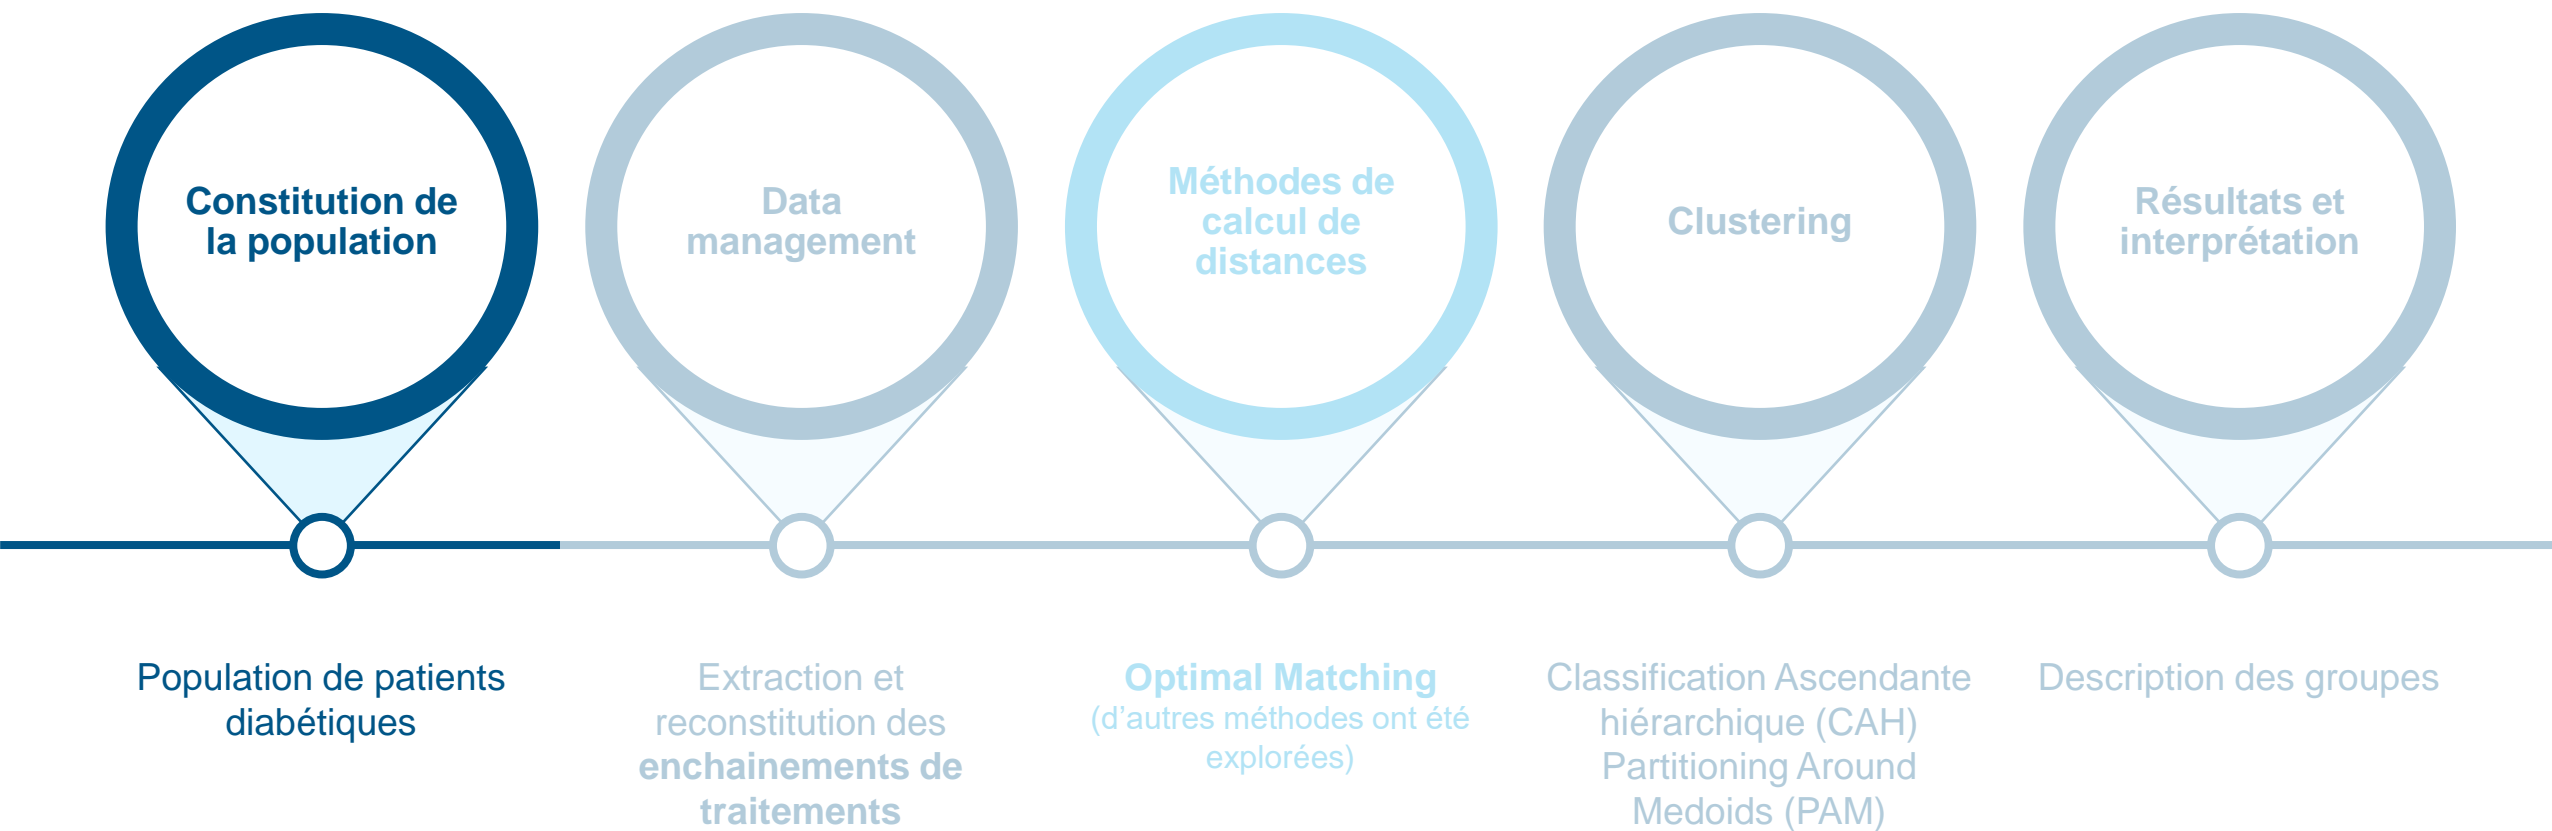 Constitution de
la population
Data
management
Méthodes de
calcul de
distances
Clustering
Résultats et
interprétation
Population de patients
diabétiques
Extraction et
reconstitution des
enchainements de
traitements
Optimal Matching
(d’autres méthodes ont été
explorées)
Classification Ascendante
hiérarchique (CAH)
Partitioning Around
Medoids (PAM)
Description des groupes